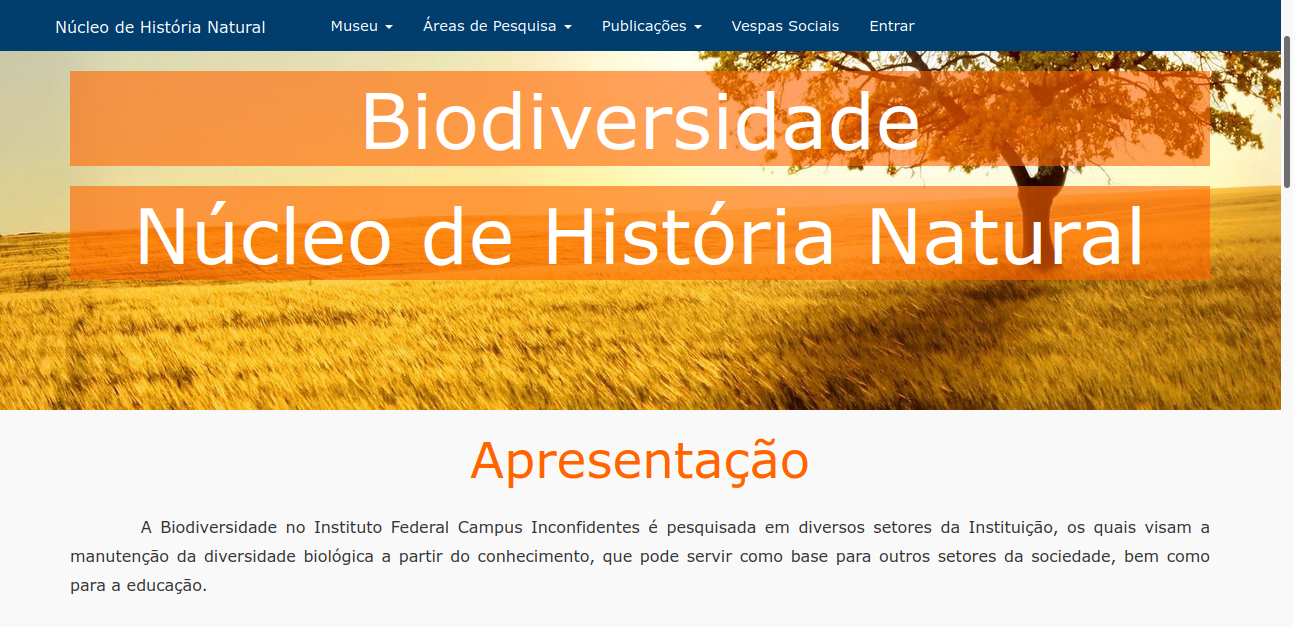 Núcleo de História Natural Museu Áreas de Pesquisa Publicações Vespas Sociais Entrar
Biodiversidade
Núcleo de História Natural
Apresentação
A Biodiversidade no Instituto Federal Campus Inconfidentes é pesquisada em diversos setores da Instituição, os quais visam a
manutenção da diversidade biológica a partir do conhecimento, que pode servir como base para outros setores da sociedade, bem como
para a educação.